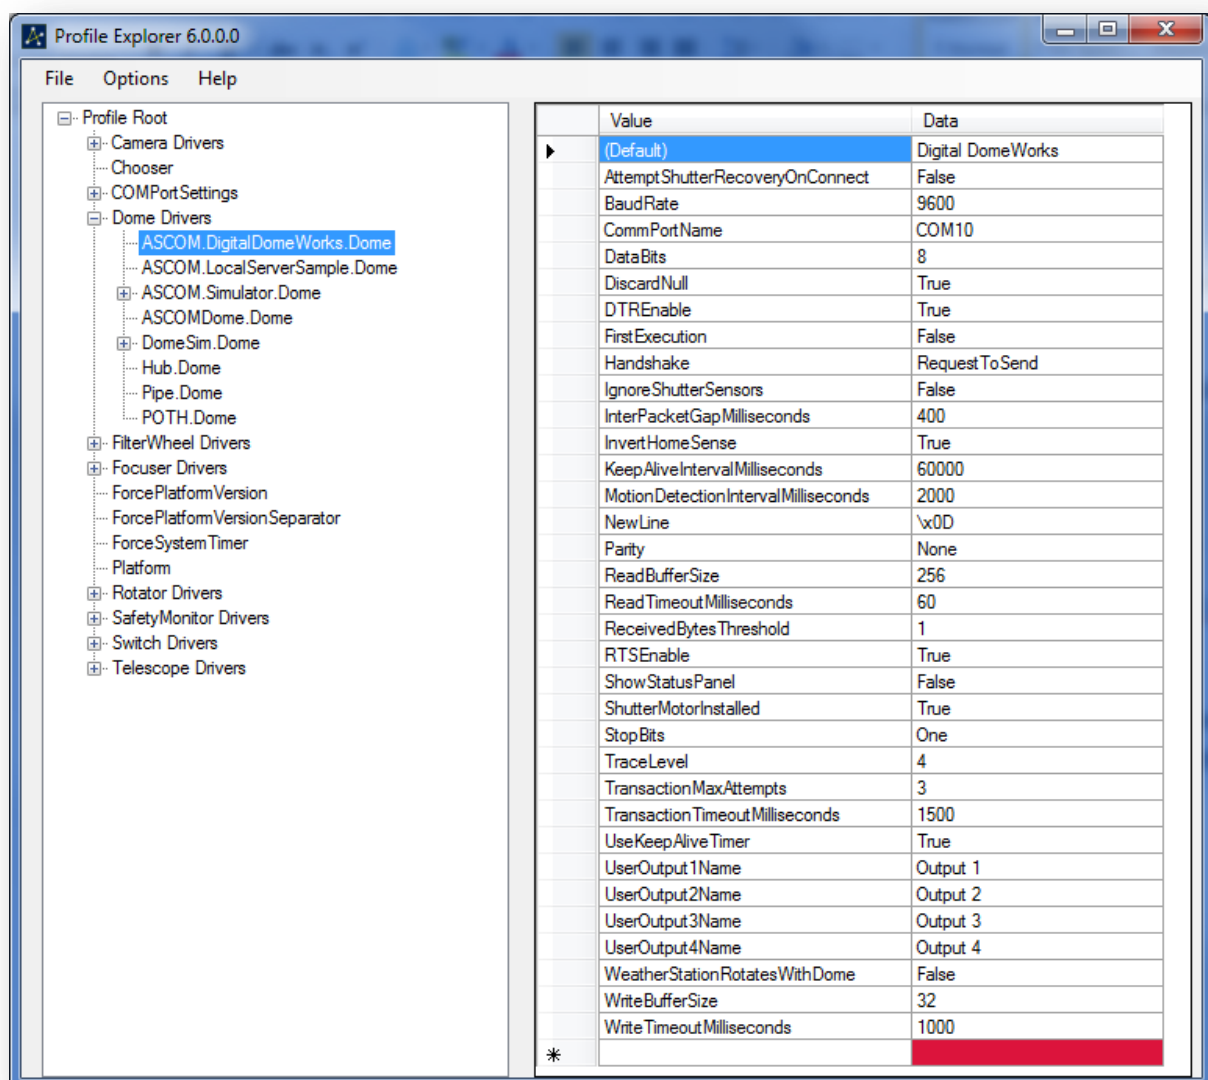 Profile Explorer 6.0.0.0
File Options Help
Profile Root
Camera Drivers
Chooser
COMPortSettings
Dome Drivers
ASCOM.DigitalDomeWorks.Dome
ASCOM.LocalServerSample.Dome
ASCOM.Simulator.Dome
ASCOMDome.Dome
DomeSim.Dome
Hub.Dome
Pipe.Dome
POTH.Dome
FilterWheel Drivers
Focuser Drivers
ForcePlatformVersion
ForcePlatformVersionSeparator
ForceSystemTimer
Platform
Rotator Drivers
SafetyMonitor Drivers
Switch Drivers
Telescope Drivers
Value Data
(Default) Digital DomeWorks
AttemptShutterRecoveryOnConnect False
BaudRate 9600
CommPortName COM10
DataBits 8
DiscardNull True
DTREnable True
FirstExecution False
Handshake RequestToSend
IgnoreShutterSensors False
InterPacketGapMilliseconds 400
InvertHomeSense True
KeepAliveIntervalMilliseconds 60000
MotionDetectionIntervalMilliseconds 2000
NewLine \x0D
Parity None
ReadBufferSize 256
ReadTimeoutMilliseconds 60
ReceivedBytesThreshold 1
RTSEnable True
ShowStatusPanel False
ShutterMotorInstalled True
StopBits One
TraceLevel 4
TransactionMaxAttempts 3
TransactionTimeoutMilliseconds 1500
UseKeepAliveTimer True
UserOutput1Name Output 1
UserOutput2Name Output 2
UserOutput3Name Output 3
UserOutput4Name Output 4
WeatherStationRotatesWithDome False
WriteBufferSize 32
WriteTimeoutMilliseconds 1000